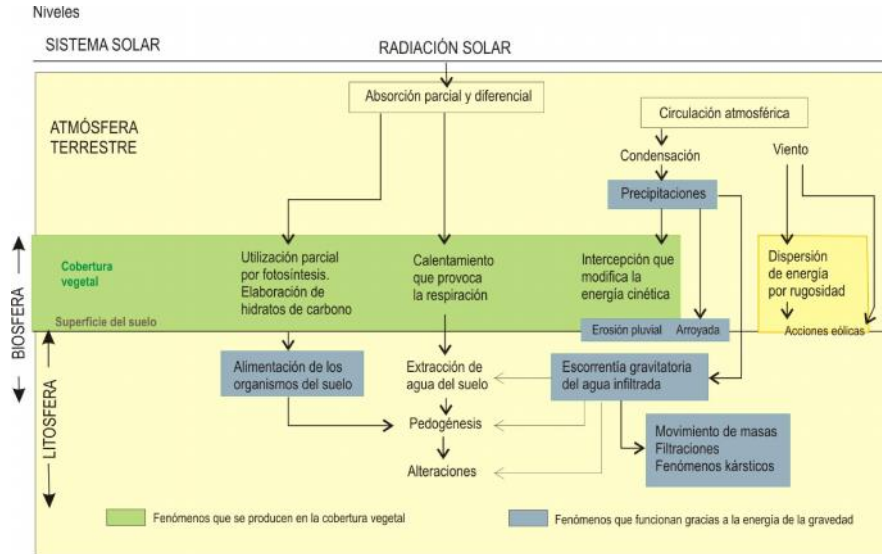 Niveles
SISTEMA SOLAR
RADIACIÓN SOLAR
Absorción parcial y diferencial
ATMÓSFERA
TERRESTRE
Circulación atmosférica
Condensación
Viento
Precipitaciones
BIOSFERA
LITOSFERA
Cobertura
vegetal
Utilización parcial
por fotosíntesis.
Elaboración de
hidratos de carbono
Calentamiento
que provoca
la respiración
Intercepción que
modifica la
energía cinética
Dispersión
de energía
por rugosidad
Superficie del suelo
Erosión pluvial
Arroyada
Acciones eólicas
Alimentación de los
organismos del suelo
Extracción de
agua del suelo
Escorrentía gravitatoria
del agua infiltrada
Pedogénesis
Movimiento de masas
Filtraciones
Fenómenos kársticos
Alteraciones
Fenómenos que se producen en la cobertura vegetal
Fenómenos que funcionan gracias a la energía de la gravedad